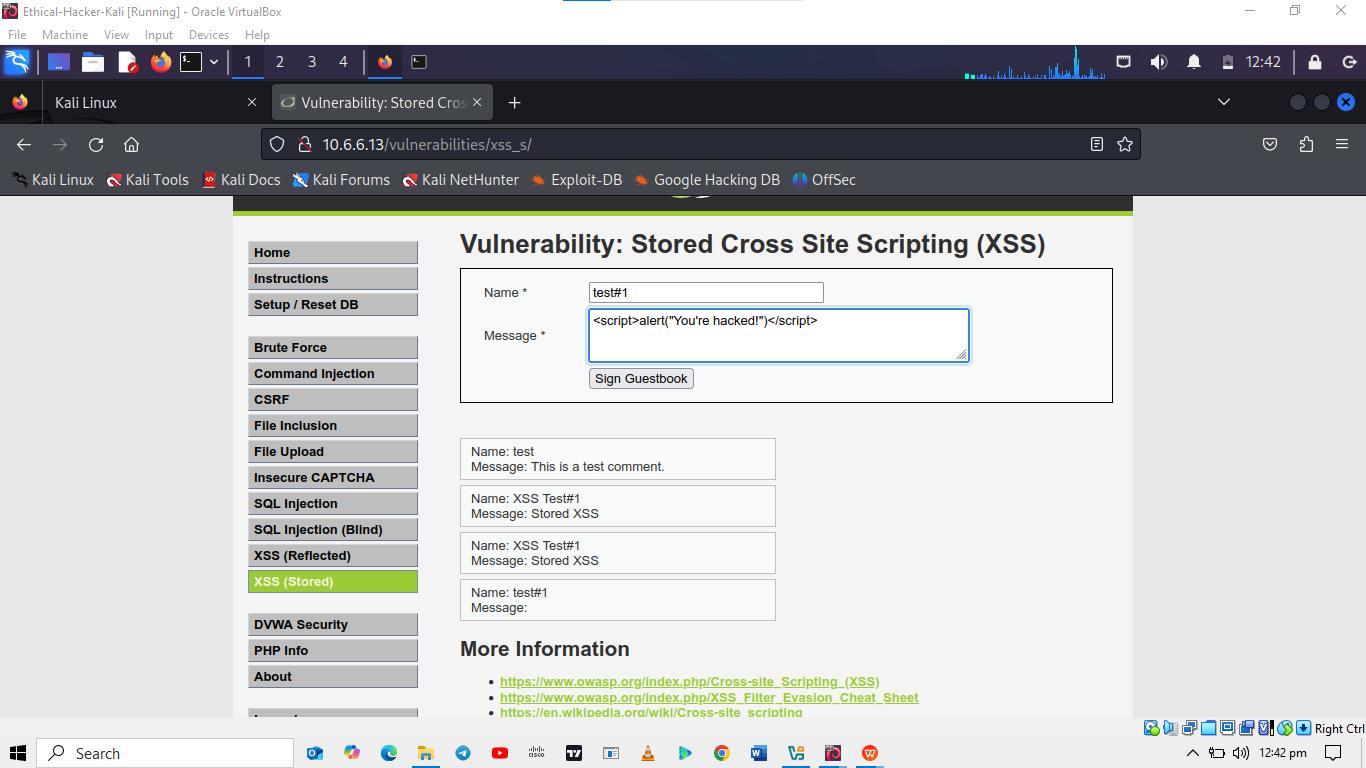 Ethical-Hacker-Kali [Running] - Oracle VirtualBox
File Machine View Input Devices Help
1 2 3 4 12:42
Kali Linux Vulnerability: Stored Cros
10.6.6.13/vulnerabilities/xss_s/
Kali Linux Kali Tools Kali Docs Kali Forums Kali NetHunter Exploit-DB Google Hacking DB OffSec
Home
Instructions
Setup / Reset DB
Brute Force
Command Injection
CSRF
File Inclusion
File Upload
Insecure CAPTCHA
SQL Injection
SQL Injection (Blind)
XSS (Reflected)
XSS (Stored)
DVWA Security
PHP Info
About
Vulnerability: Stored Cross Site Scripting (XSS)
Name * test#1
Message * <script>alert("You're hacked!")</script>
Sign Guestbook
Name: test
Message: This is a test comment.
Name: XSS Test#1
Message: Stored XSS
Name: XSS Test#1
Message: Stored XSS
Name: test#1
Message:
More Information
https://www.owasp.org/index.php/Cross-site_Scripting_(XSS)
https://www.owasp.org/index.php/XSS_Filter_Evasion_Cheat_Sheet
https://en.wikipedia.org/wiki/Cross-site_scripting
Right Ctrl
Search 12:42 pm